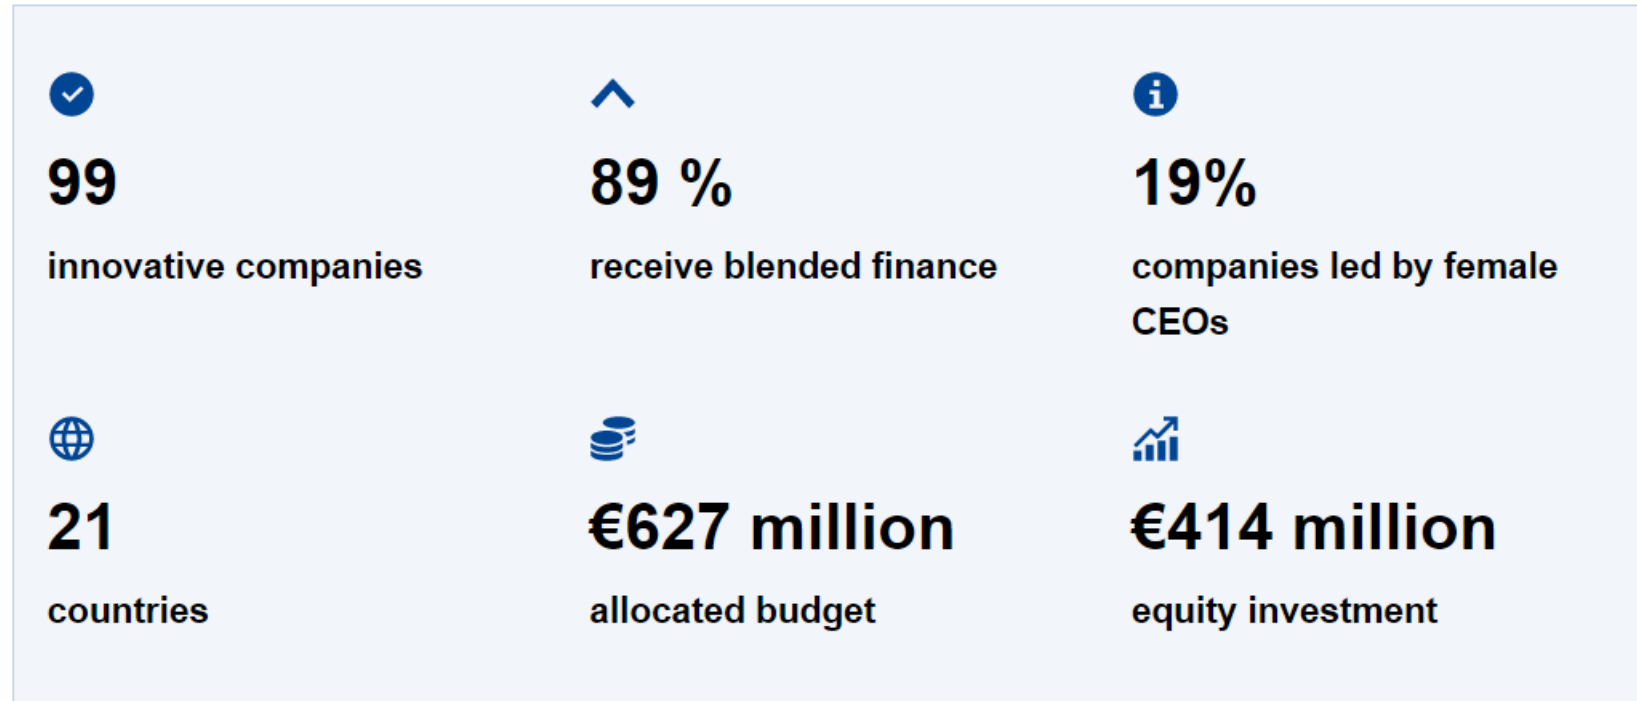 99
innovative companies
89 %
receive blended finance
19%
companies led by female
CEOs
21
countries
€627 million
allocated budget
€414 million
equity investment